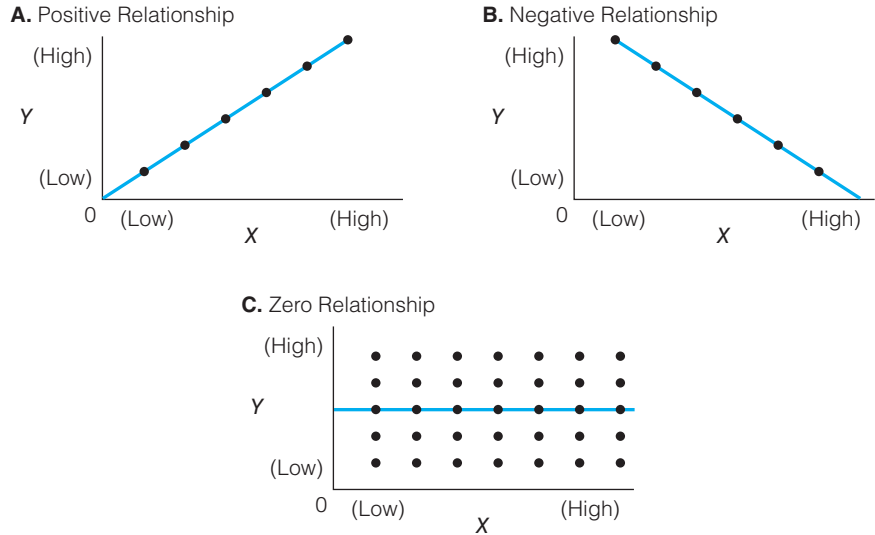 A. Positive Relationship
(High)
Y
(Low)
0
(Low)
(High)
X
B. Negative Relationship
(High)
Y
(Low)
0
(Low)
(High)
X
C. Zero Relationship
(High)
Y
(Low)
0
(Low)
(High)
X